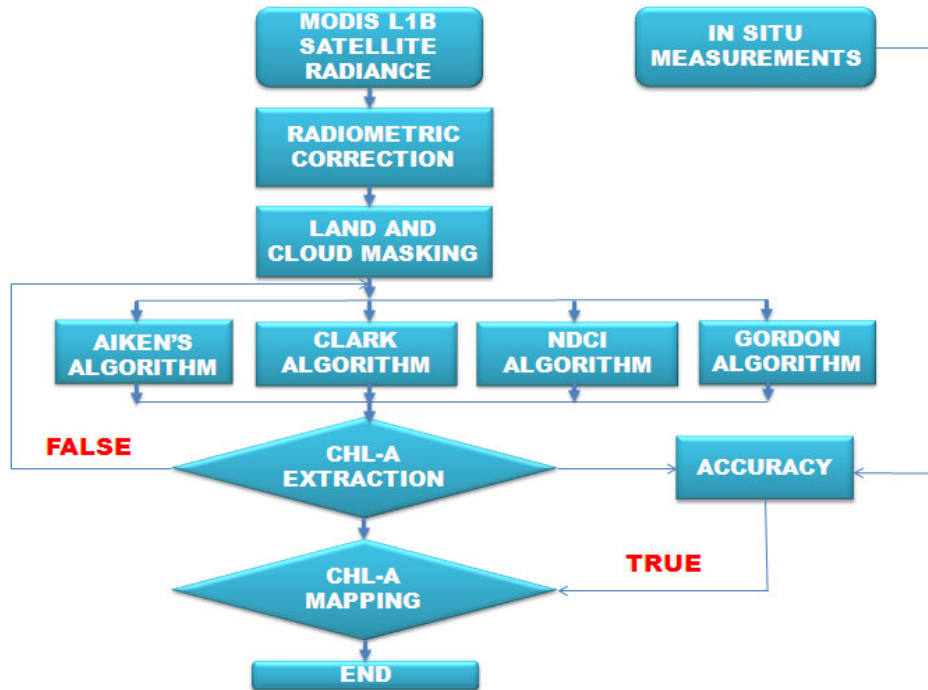 MODIS L1B
SATELLITE
RADIANCE
IN SITU
MEASUREMENTS
RADIOMETRIC
CORRECTION
LAND AND
CLOUD MASKING
AIKEN'S
ALGORITHM
CLARK
ALGORITHM
NDCI
ALGORITHM
GORDON
ALGORITHM
FALSE
CHL-A
EXTRACTION
ACCURACY
TRUE
CHL-A
MAPPING
END